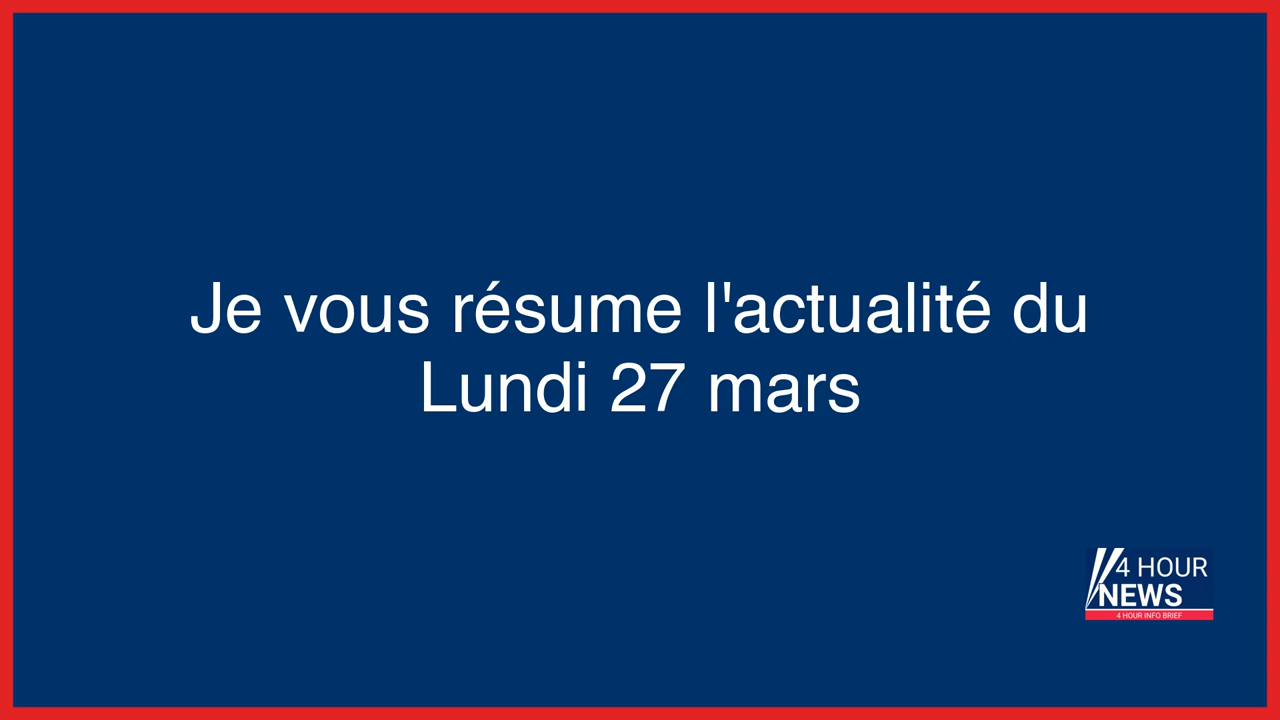 Je vous résume l'actualité du
Lundi 27 mars
4 HOUR
NEWS
4 HOUR INFO BRIEF